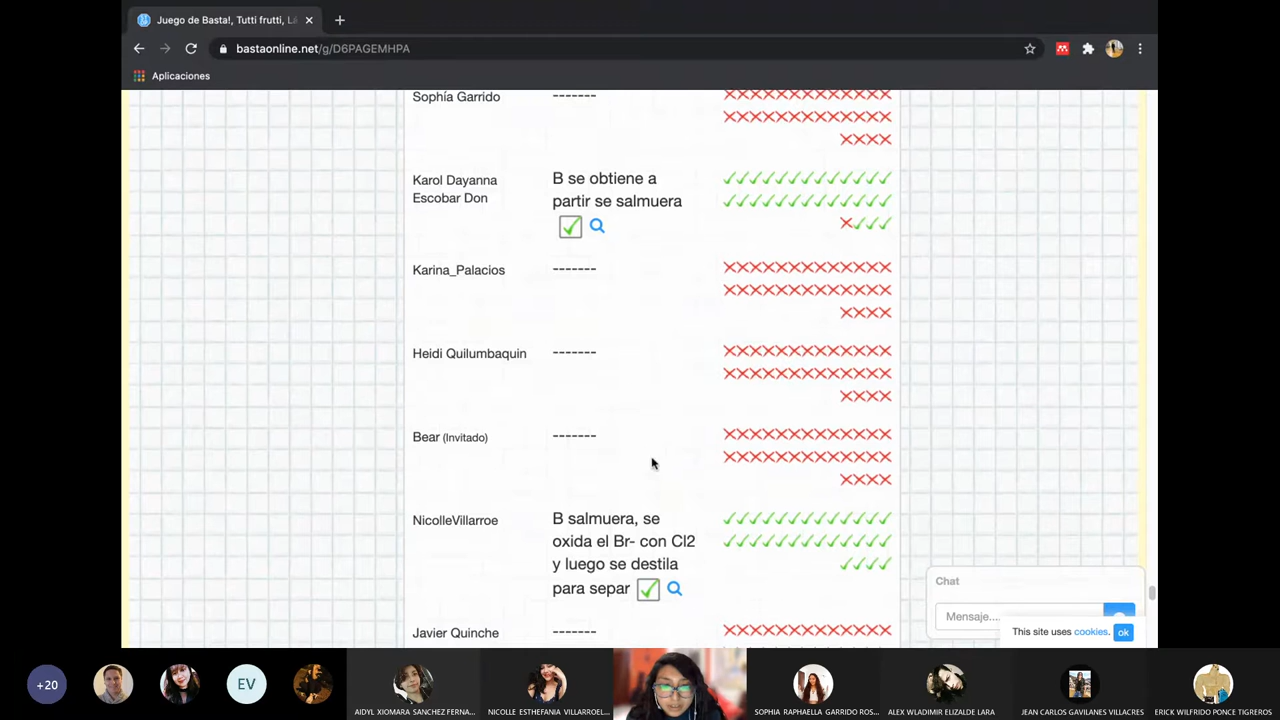 Juego de Basta!, Tutti frutti, Lá
bastaonline.net/g/D6PAGEMHPA
Aplicaciones
Sophía Garrido -------
Karol Dayanna
Escobar Don
B se obtiene a
partir se salmuera
Karina_Palacios -------
Heidi Quilumbaquin -------
Bear (Invitado) -------
NicolleVillarroe
B salmuera, se
oxida el Br- con Cl2
y luego se destila
para separ
Javier Quinche -------
Chat
Mensaje...
This site uses cookies. ok
+20
EV
AIDYL XIOMARA SANCHEZ FERNA...
NICOLLE ESTHEFANIA VILLARROEL...
SOPHIA RAPHAELLA GARRIDO ROS...
ALEX WLADIMIR ELIZALDE LARA
JEAN CARLOS GAVILANES VILLACRES
ERICK WILFRIDO PONCE TIGREROS